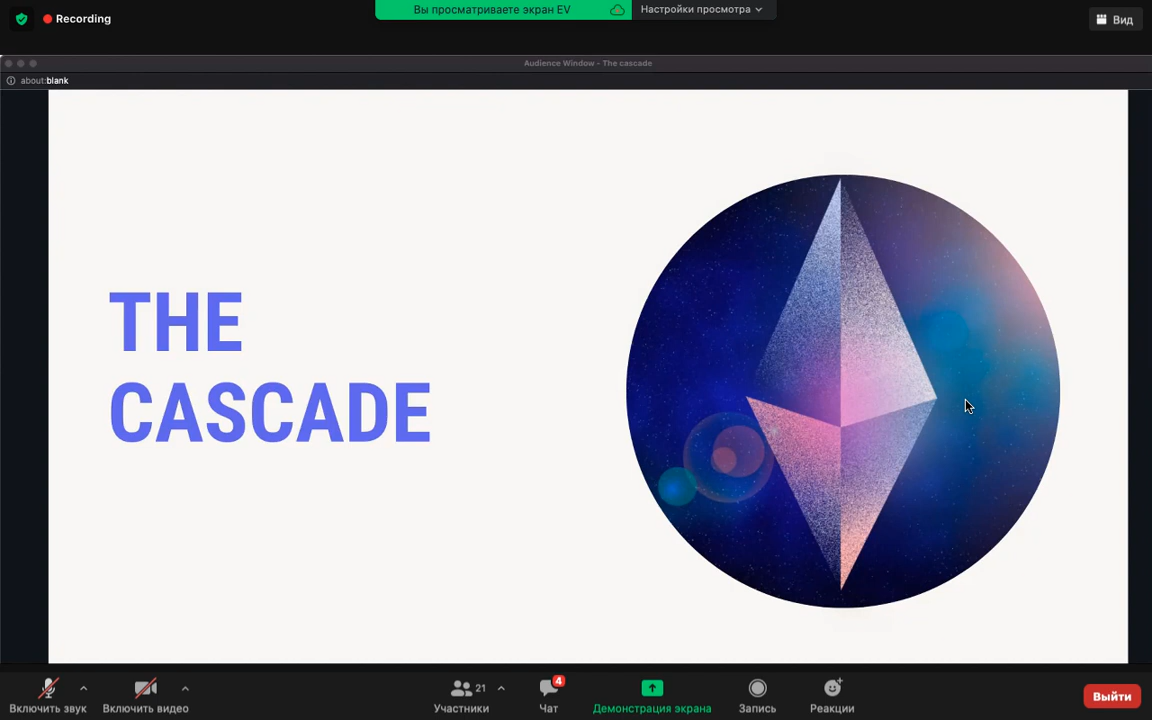 Recording
Вы просматриваете экран EV
Настройки просмотра
Вид
Audience Window - The cascade
about:blank
THE
CASCADE
Включить звук
Включить видео
21
Участники
4
Чат
Демонстрация экрана
Запись
Реакции
Выйти